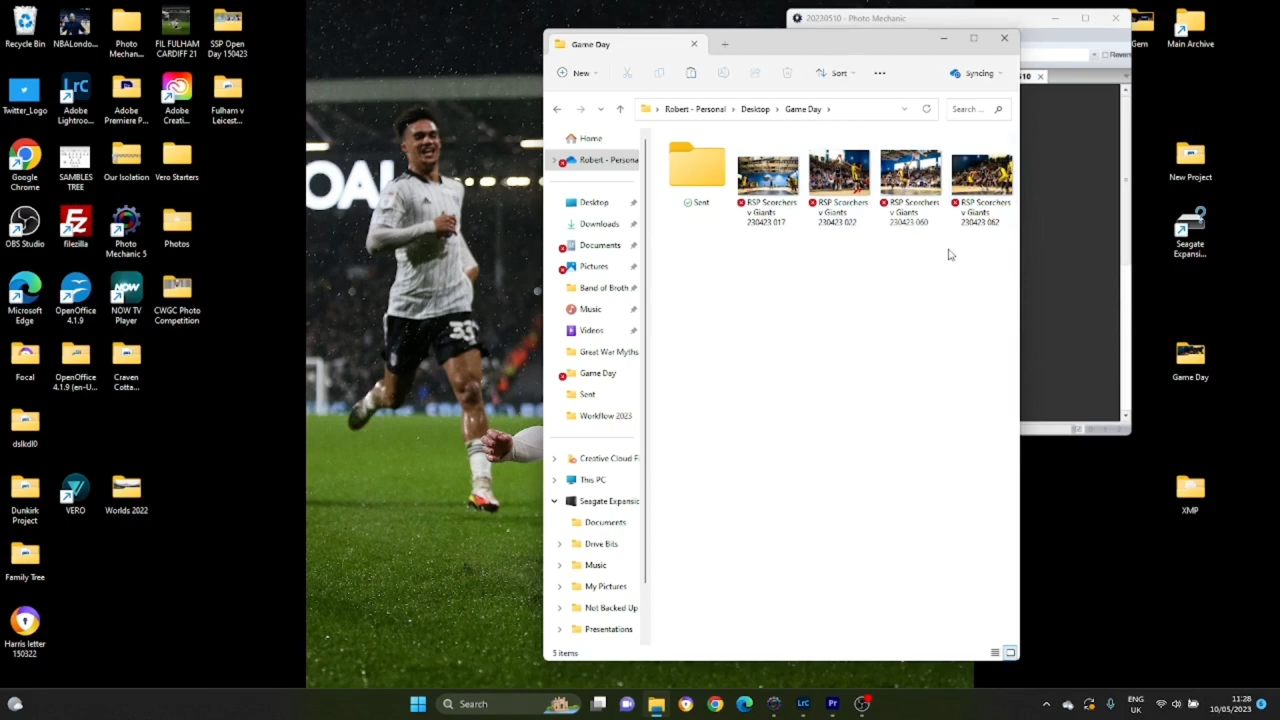 Recycle Bin
NBALondo...
Photo
Mechan...
FIL FULHAM
CARDIFF 21
SSP Open
Day 150423
Twitter_Logo
Adobe
Lightroo...
Adobe
Premiere P...
Adobe
Creati...
Fulham v
Leicest...
Google
Chrome
SAMBLES
TREE
Our Isolation
Vero Starters
OBS Studio
filezilla
Photo
Mechanic 5
Photos
Microsoft
Edge
OpenOffice
4.1.9
NOW TV
Player
CWGC Photo
Competition
Focal
OpenOffice
4.1.9 (en-U...
Craven
Cotta...
dslkdl0
Dunkirk
Project
VERO
Worlds 2022
Family Tree
Harris letter
150322
OAL
33
20230510 - Photo Mechanic
Rever
10
Game Day
New
Sort
Syncing
Robert - Personal
Desktop
Game Day
Search ...
Home
Robert - Persona
Desktop
Downloads
Documents
Pictures
Band of Broth
Music
Videos
Great War Myths
Game Day
Sent
Workflow 2023
Creative Cloud F
This PC
Seagate Expansic
Documents
Drive Bits
Music
My Pictures
Not Backed Up
Presentations
Sent
RSP Scorchers
v Giants
230423 017
RSP Scorchers
v Giants
230423 022
RSP Scorchers
v Giants
230423 060
RSP Scorchers
v Giants
230423 062
5 items
Gem
Main Archive
New Project
Seagate
Expansi...
Game Day
XMP
Search
LrC
Pr
ENG
UK
11:28
10/05/2023